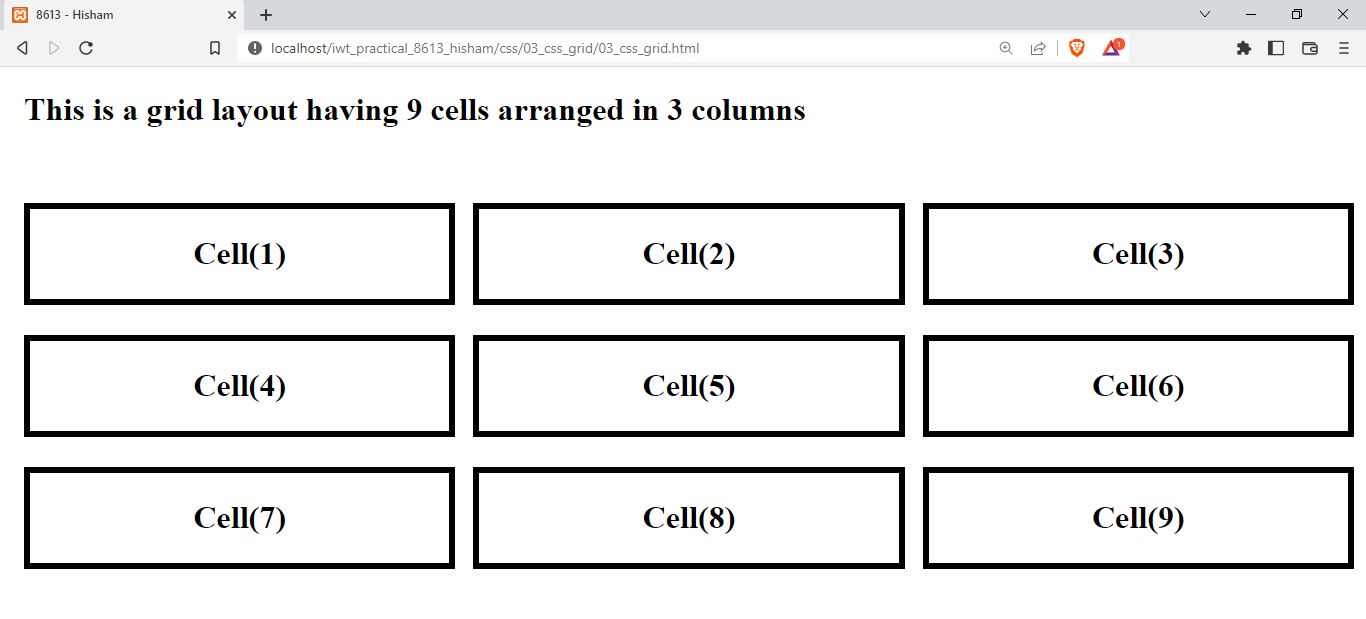 8613 - Hisham
localhost/iwt_practical_8613_hisham/css/03_css_grid/03_css_grid.html
1
This is a grid layout having 9 cells arranged in 3 columns
Cell(1) Cell(2) Cell(3)
Cell(4) Cell(5) Cell(6)
Cell(7) Cell(8) Cell(9)